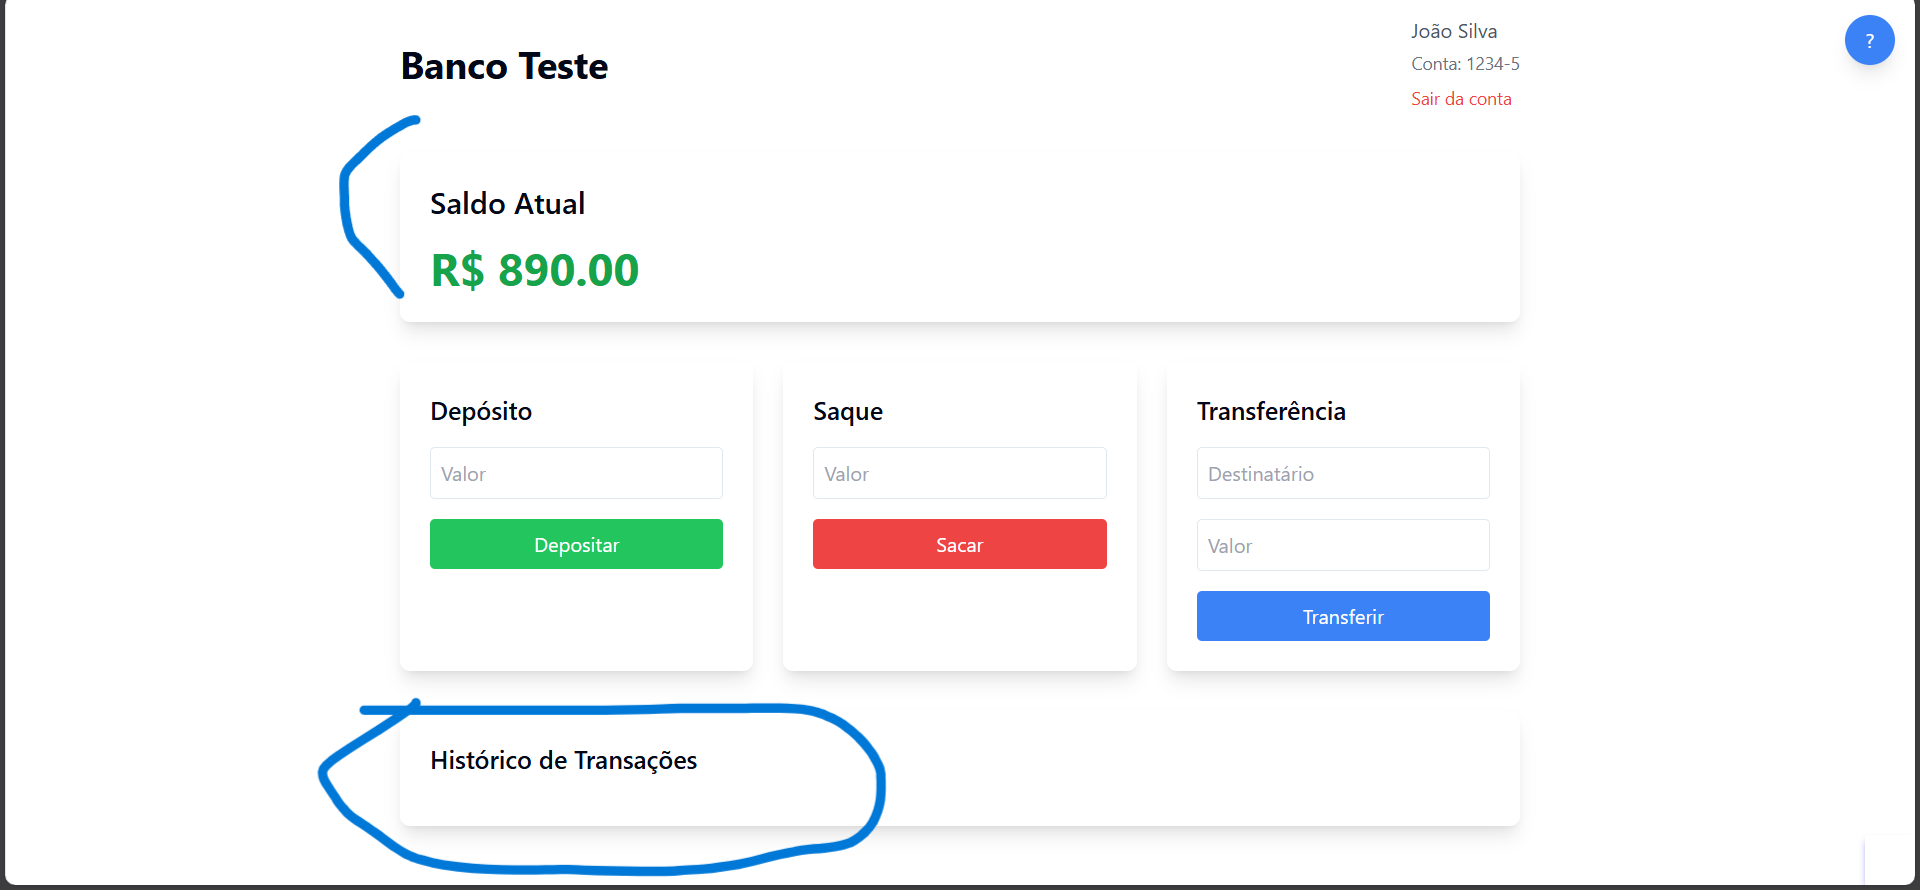 Banco Teste
João Silva
Conta: 1234-5
Sair da conta
?
Saldo Atual
R$ 890.00
Depósito
Valor
Depositar
Saque
Valor
Sacar
Transferência
Destinatário
Valor
Transferir
Histórico de Transações